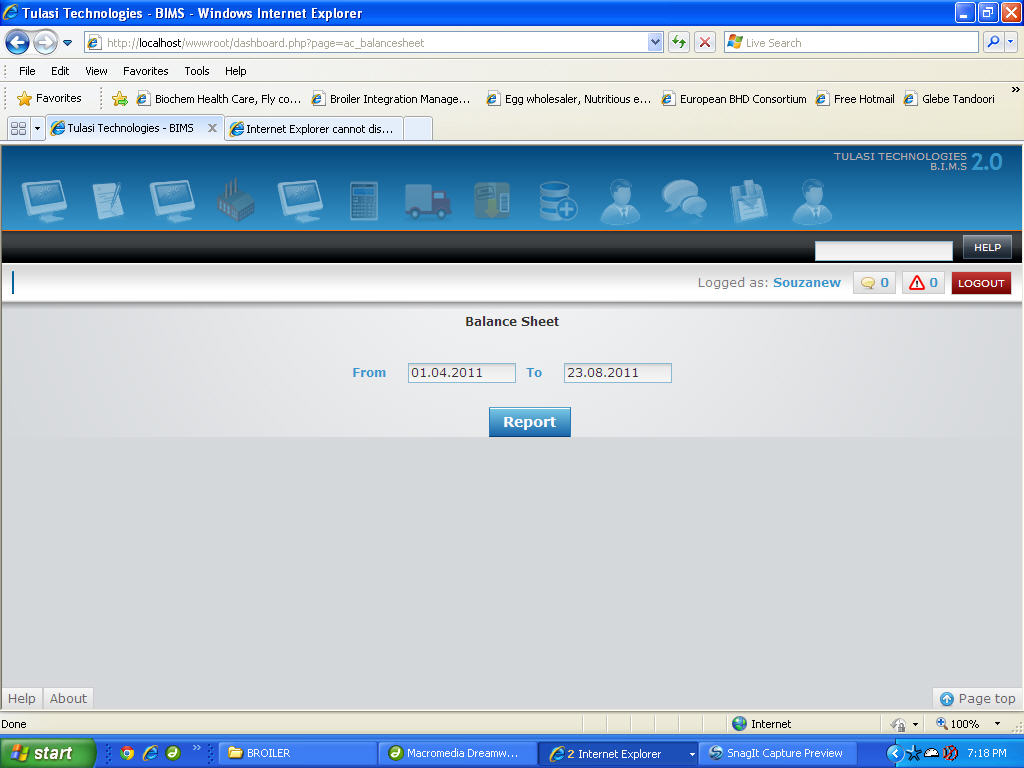 Tulasi Technologies - BIMS - Windows Internet Explorer
http://localhost/wwwroot/dashboard.php?page=ac_balancesheet
Live Search
File Edit View Favorites Tools Help
Favorites Biochem Health Care, Fly co... Broiler Integration Manage... Egg wholesaler, Nutritious e... European BHD Consortium Free Hotmail Glebe Tandoori »
Tulasi Technologies - BIMS Internet Explorer cannot dis...
TULASI TECHNOLOGIES
B.I.M.S 2.0
HELP
Logged as: Souzanew 0 0 LOGOUT
Balance Sheet
From 01.04.2011 To 23.08.2011
Report
Help About Page top
Done Internet 100%
start » BROILER Macromedia Dreamw... 2 Internet Explorer SnagIt Capture Preview 7:18 PM